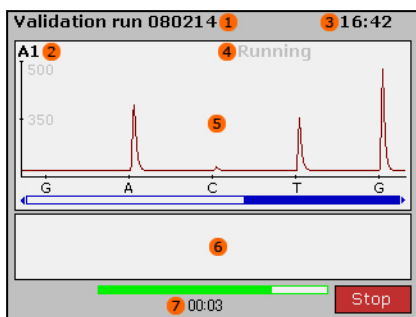 Validation run 080214 1 3 16:42
A1 2 4 Running
500
350
5
G A C T G
6
7 00:03 Stop